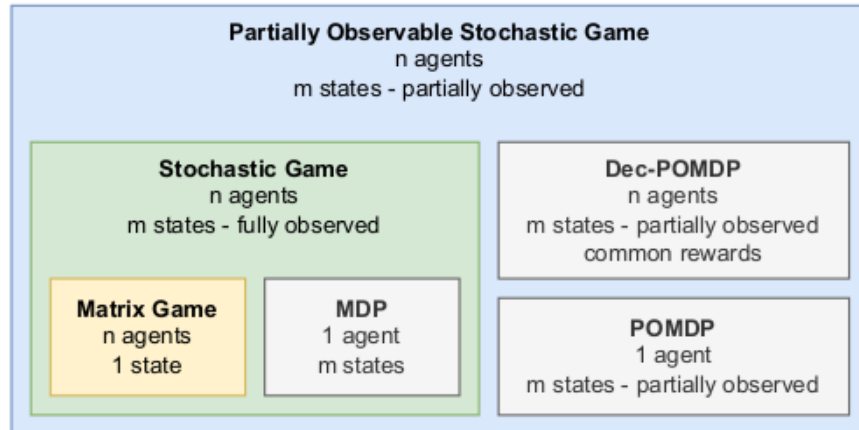 Partially Observable Stochastic Game
n agents
m states - partially observed
Stochastic Game
n agents
m states - fully observed
Matrix Game
n agents
1 state
MDP
1 agent
m states
Dec-POMDP
n agents
m states - partially observed
common rewards
POMDP
1 agent
m states - partially observed